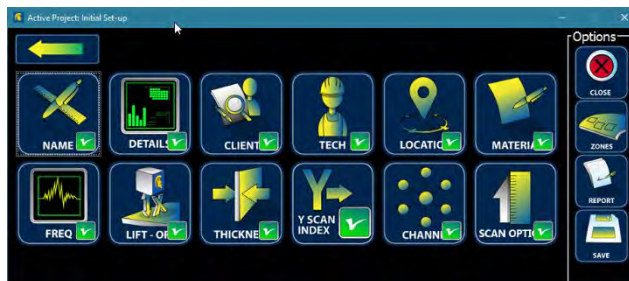 Active Project: Initial Set-up
Options
NAME
DETAILS
CLIENT
TECH
LOCATIO
MATERIA
CLOSE
ZONES
FREQ
LIFT - OF
THICKNE
Y SCAN
INDEX
CHANN
SCAN OPTI
REPORT
SAVE